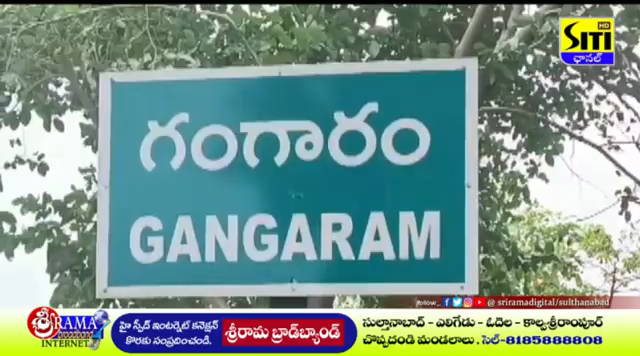 SITI HD
ఛానల్
గంగారం
GANGARAM
follow us @ sriramadigital/sulthanabad
SRIRAMA
INTERNET
హై స్పీడ్ ఇంటర్నెట్ కనెక్షన్
కొరకు సంప్రదించండి.
శ్రీరామ బ్రాడ్‌బ్యాండ్
సుల్తానాబాద్ - ఎలిగేడు - ఓదెల - కాల్వశ్రీరాంపూర్
చొప్పదండి మండలాలు. సెల్-8185888808